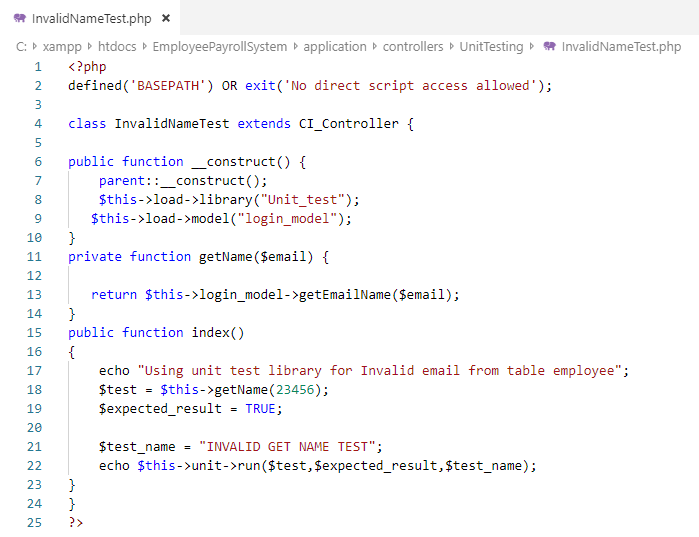 InvalidNameTest.php ×
C: > xampp > htdocs > EmployeePayrollSystem > application > controllers > UnitTesting > InvalidNameTest.php
1 <?php
2 defined('BASEPATH') OR exit('No direct script access allowed');
3
4 class InvalidNameTest extends CI_Controller {
5
6 public function __construct() {
7     parent::__construct();
8     $this->load->library("Unit_test");
9    $this->load->model("login_model");
10 }
11 private function getName($email) {
12
13    return $this->login_model->getEmailName($email);
14 }
15 public function index()
16 {
17     echo "Using unit test library for Invalid email from table employee";
18     $test = $this->getName(23456);
19     $expected_result = TRUE;
20
21     $test_name = "INVALID GET NAME TEST";
22     echo $this->unit->run($test,$expected_result,$test_name);
23 }
24 }
25 ?>